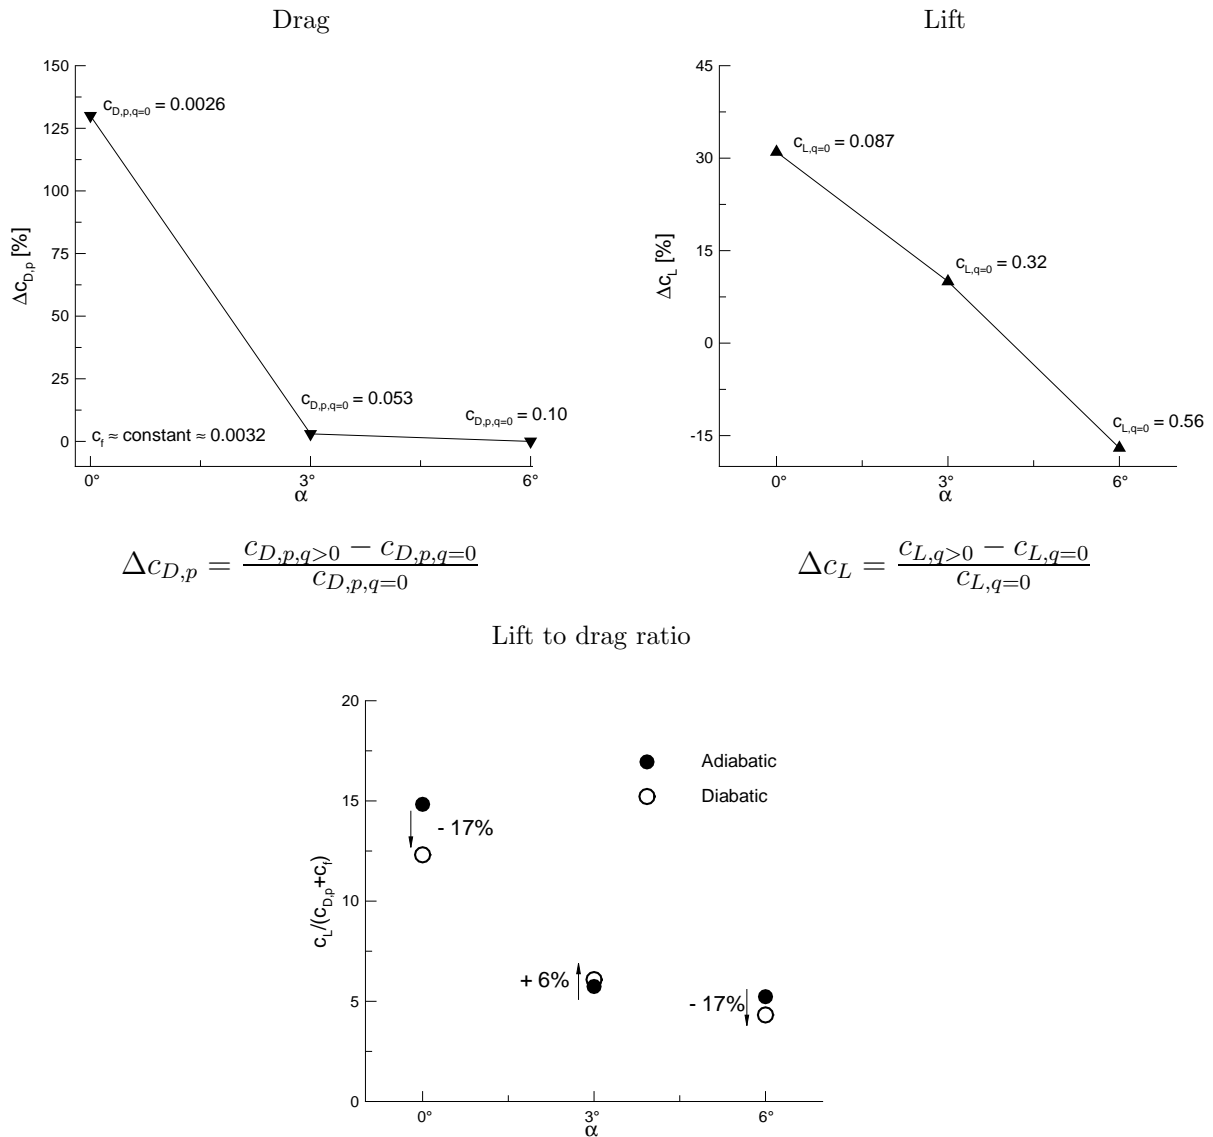 Drag
150
125
100
75
50
25
0
Δc_{D,p} [%]
c_{D,p,q=0} = 0.0026
c_{D,p,q=0} = 0.053
c_{D,p,q=0} = 0.10
c_f ≈ constant ≈ 0.0032
0° 3° 6°
α
Lift
45
30
15
0
-15
Δc_L [%]
c_{L,q=0} = 0.087
c_{L,q=0} = 0.32
c_{L,q=0} = 0.56
0° 3° 6°
α
Δc_{D,p} = \frac{c_{D,p,q>0} − c_{D,p,q=0}}{c_{D,p,q=0}}
Δc_L = \frac{c_{L,q>0} − c_{L,q=0}}{c_{L,q=0}}
Lift to drag ratio
20
15
10
5
0
c_L/(c_{D,p}+c_f)
Adiabatic
Diabatic
- 17%
+ 6%
- 17%
0° 3° 6°
α